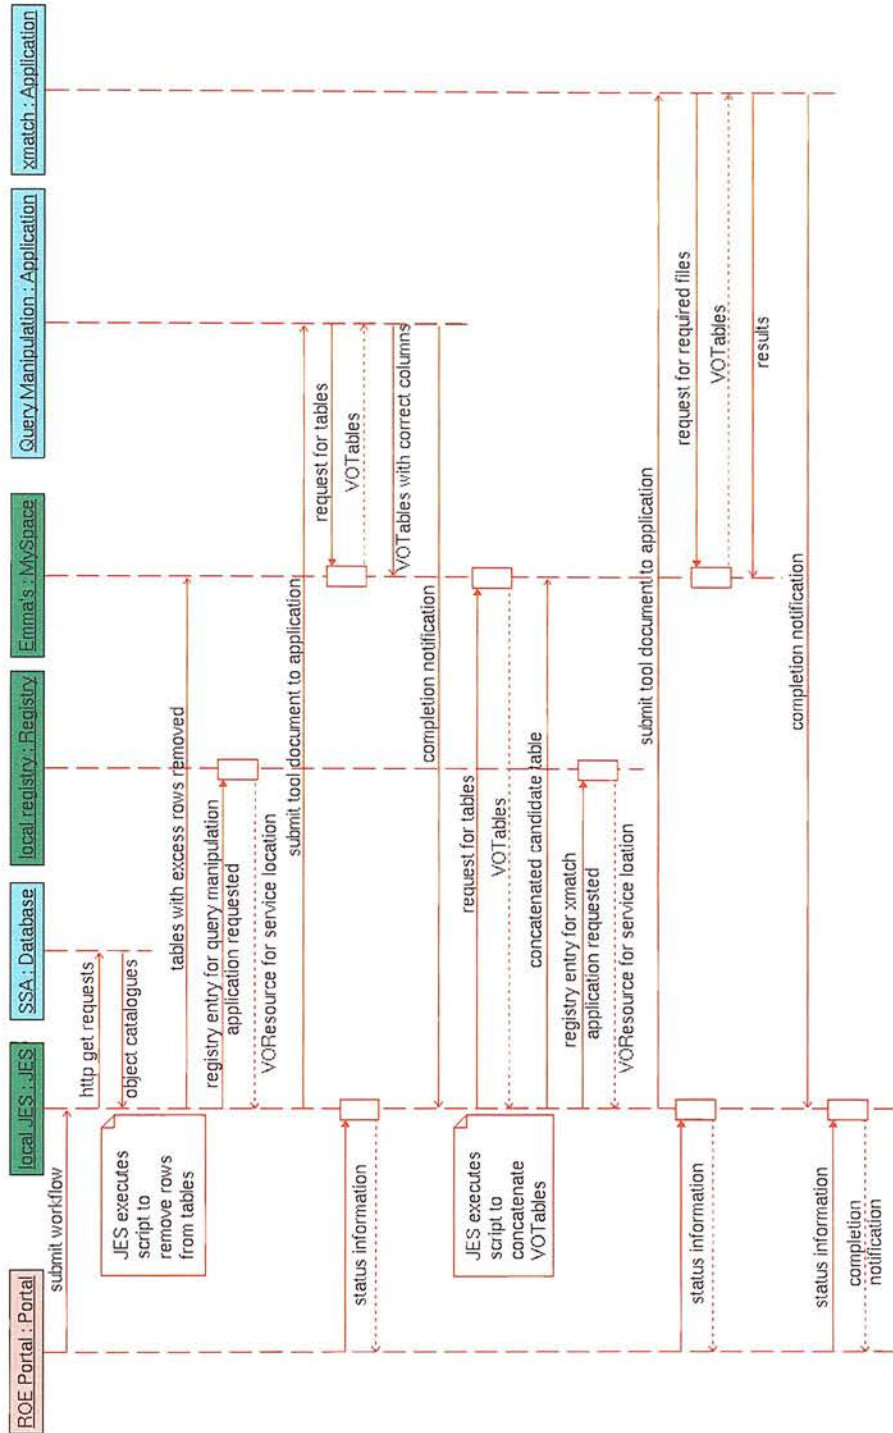 ROE Portal : Portal
local JES : JES
SSA : Database
local registry : Registry
Emma's : MySpace
Query Manipulation : Application
xmatch : Application
submit workflow
http get requests
object catalogues
JES executes
script to
remove rows
from tables
tables with excess rows removed
registry entry for query manipulation
application requested
VOResource for service location
submit tool document to application
request for tables
VOTables
VOTables with correct columns
status information
completion notification
JES executes
script to
concatenate
VOTables
request for tables
VOTables
concatenated candidate table
registry entry for xmatch
application requested
VOResource for service loation
submit tool document to application
request for required files
VOTables
results
status information
completion notification
status information
completion
notification